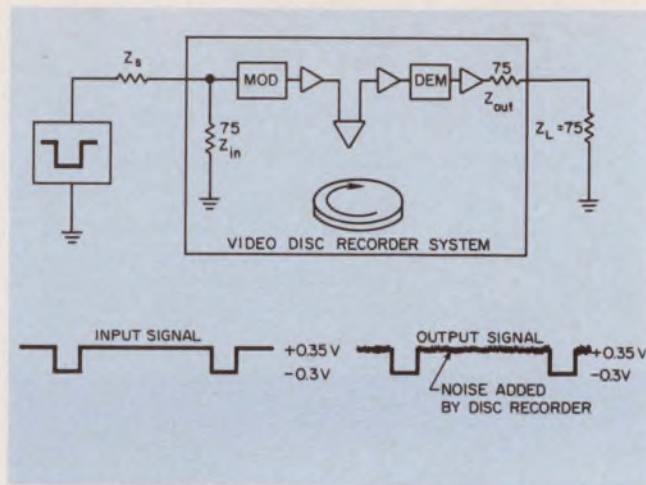 Zs
MOD
DEM
75
Zout
75
Zin
ZL = 75
VIDEO DISC RECORDER SYSTEM
INPUT SIGNAL
+0.35 V
-0.3V
OUTPUT SIGNAL
+0.35V
-0.3V
NOISE ADDED
BY DISC RECORDER